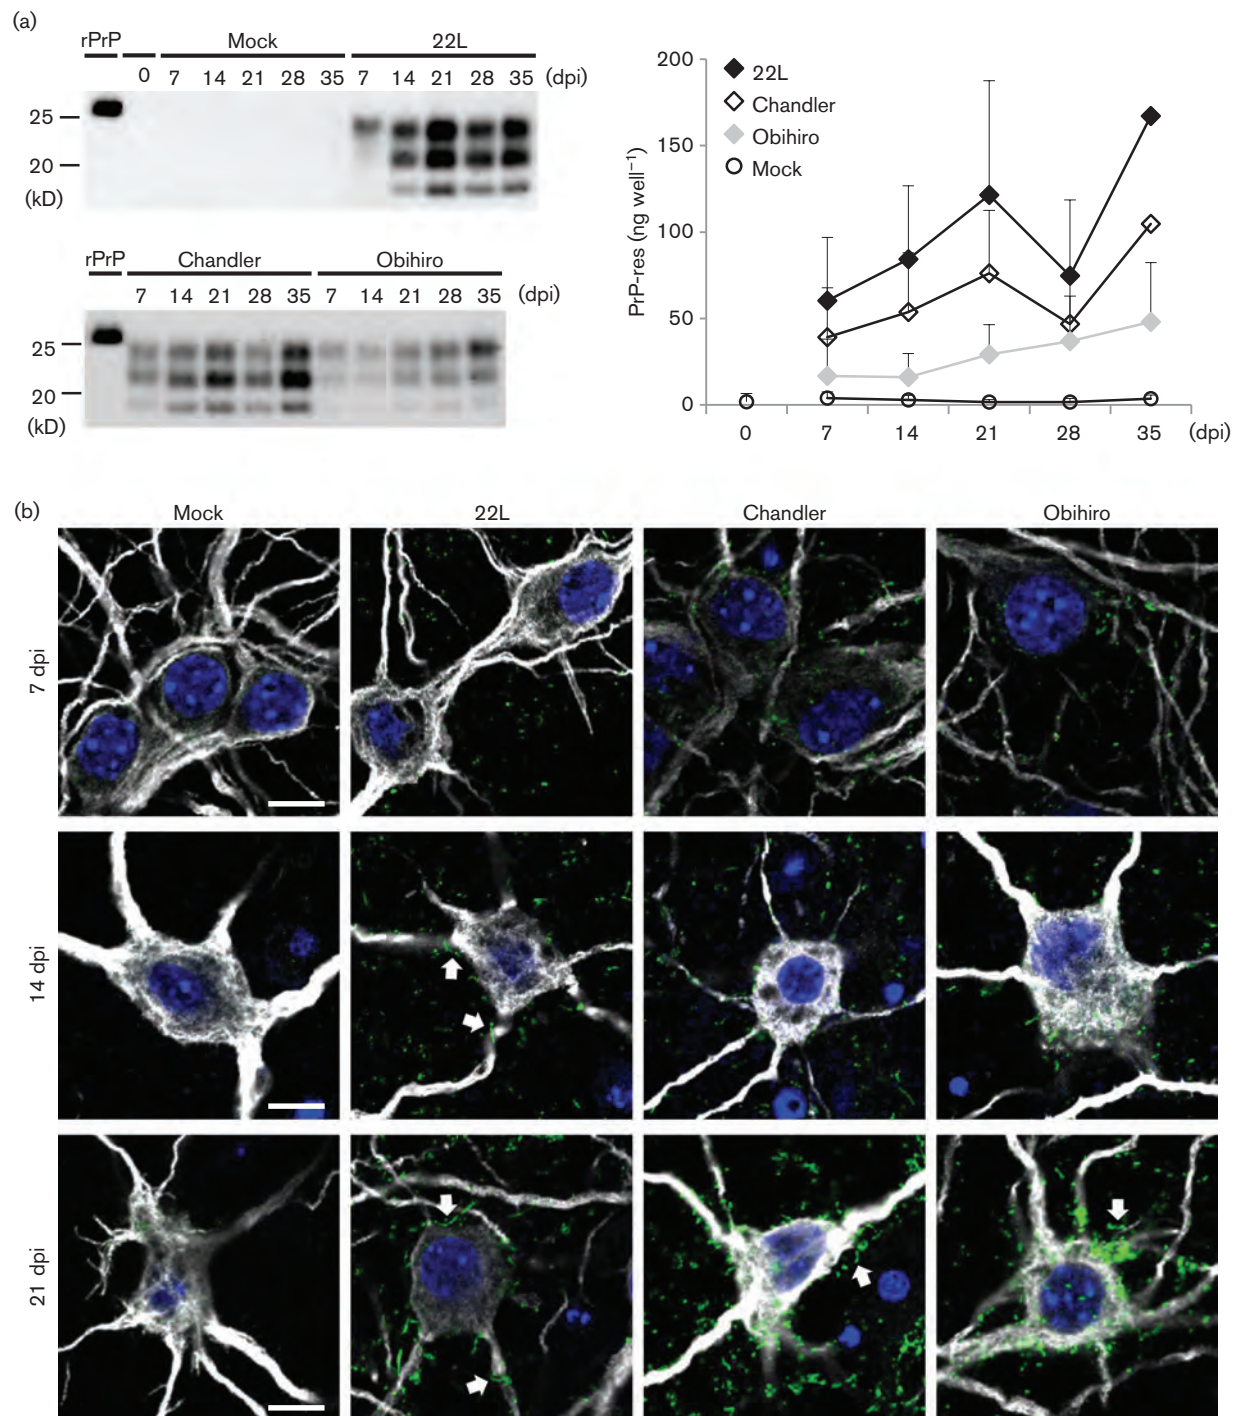 (a)
rPrP Mock 22L
0 7 14 21 28 35 7 14 21 28 35 (dpi)
25
20
(kD)
rPrP Chandler Obihiro
7 14 21 28 35 7 14 21 28 35 (dpi)
25
20
(kD)
PrP-res (ng well⁻¹)
200
150
100
50
0
22L
Chandler
Obihiro
Mock
0 7 14 21 28 35 (dpi)
(b)
Mock 22L Chandler Obihiro
7 dpi
14 dpi
21 dpi